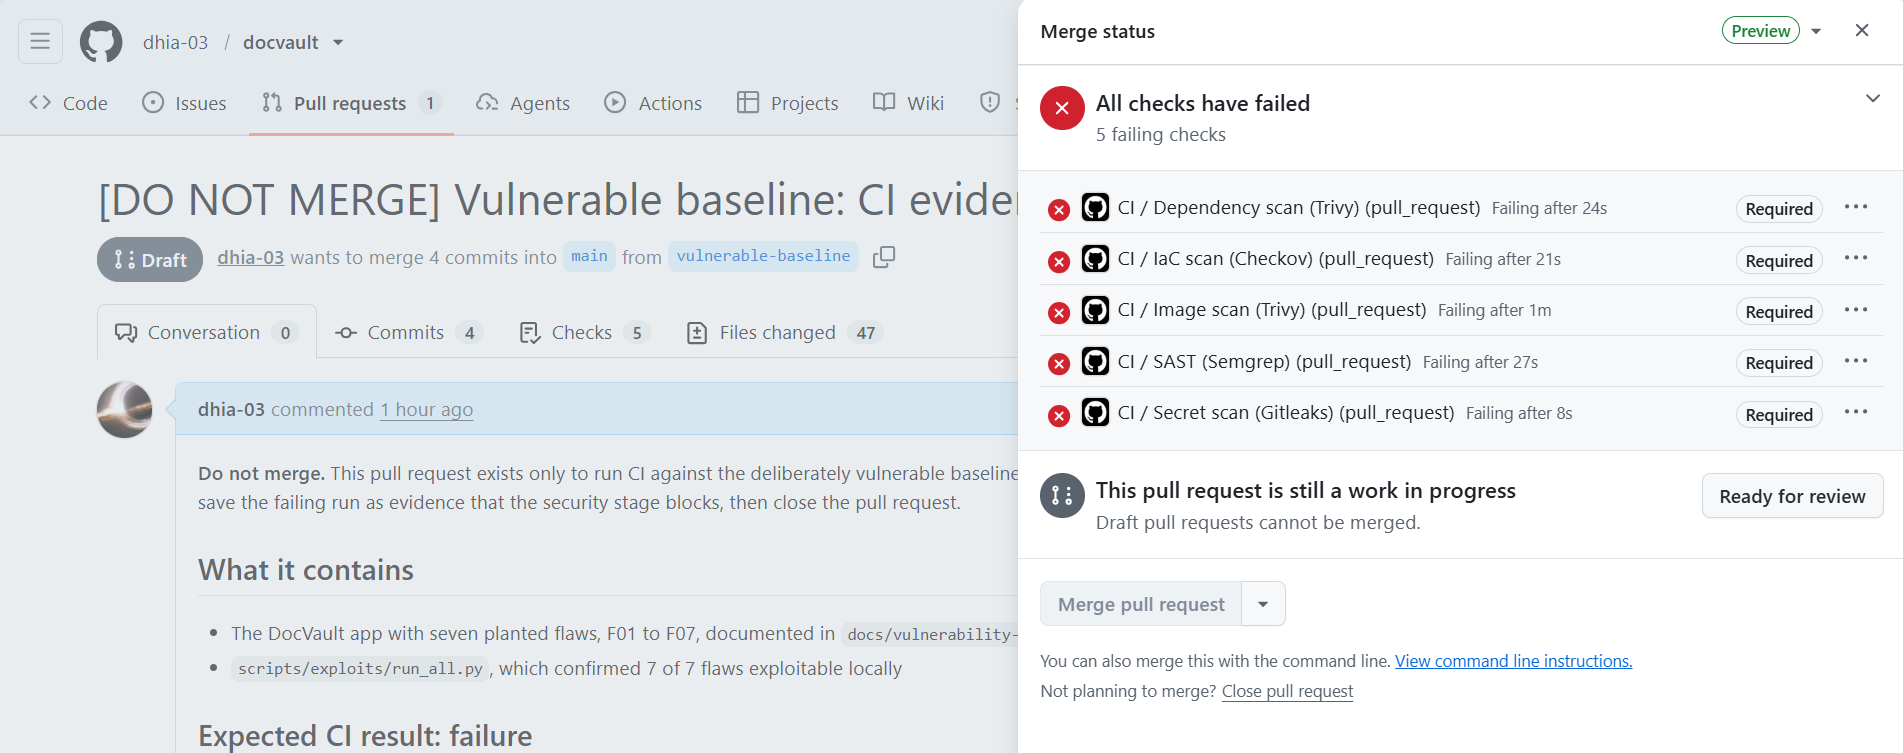 dhia-03 / docvault
Code Issues Pull requests 1 Agents Actions Projects Wiki
[DO NOT MERGE] Vulnerable baseline: CI evide
Draft dhia-03 wants to merge 4 commits into main from vulnerable-baseline
Conversation 0 Commits 4 Checks 5 Files changed 47
dhia-03 commented 1 hour ago
Do not merge. This pull request exists only to run CI against the deliberately vulnerable baseline
save the failing run as evidence that the security stage blocks, then close the pull request.
What it contains
• The DocVault app with seven planted flaws, F01 to F07, documented in docs/vulnerability-
• scripts/exploits/run_all.py, which confirmed 7 of 7 flaws exploitable locally
Expected CI result: failure
Merge status Preview
All checks have failed
5 failing checks
CI / Dependency scan (Trivy) (pull_request) Failing after 24s Required
CI / IaC scan (Checkov) (pull_request) Failing after 21s Required
CI / Image scan (Trivy) (pull_request) Failing after 1m Required
CI / SAST (Semgrep) (pull_request) Failing after 27s Required
CI / Secret scan (Gitleaks) (pull_request) Failing after 8s Required
This pull request is still a work in progress
Draft pull requests cannot be merged.
Ready for review
Merge pull request
You can also merge this with the command line. View command line instructions.
Not planning to merge? Close pull request